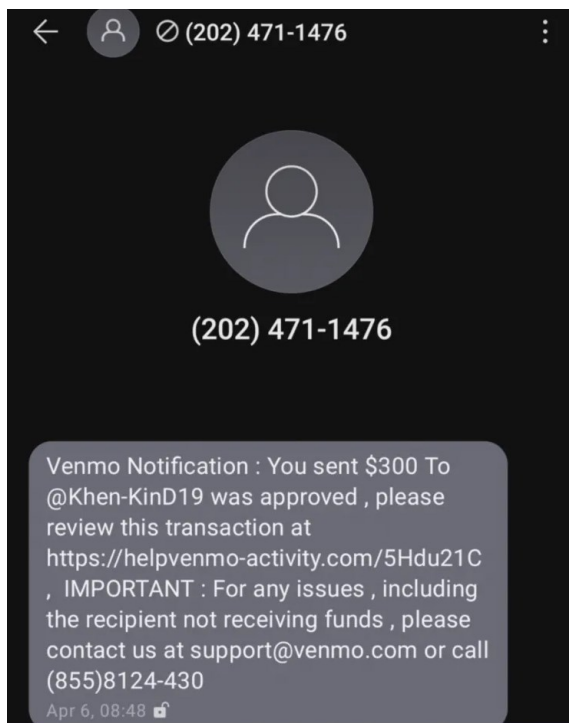 (202) 471-1476
(202) 471-1476
Venmo Notification : You sent $300 To
@Khen-KinD19 was approved , please
review this transaction at
https://helpvenmo-activity.com/5Hdu21C
, IMPORTANT : For any issues , including
the recipient not receiving funds , please
contact us at support@venmo.com or call
(855)8124-430
Apr 6, 08:48